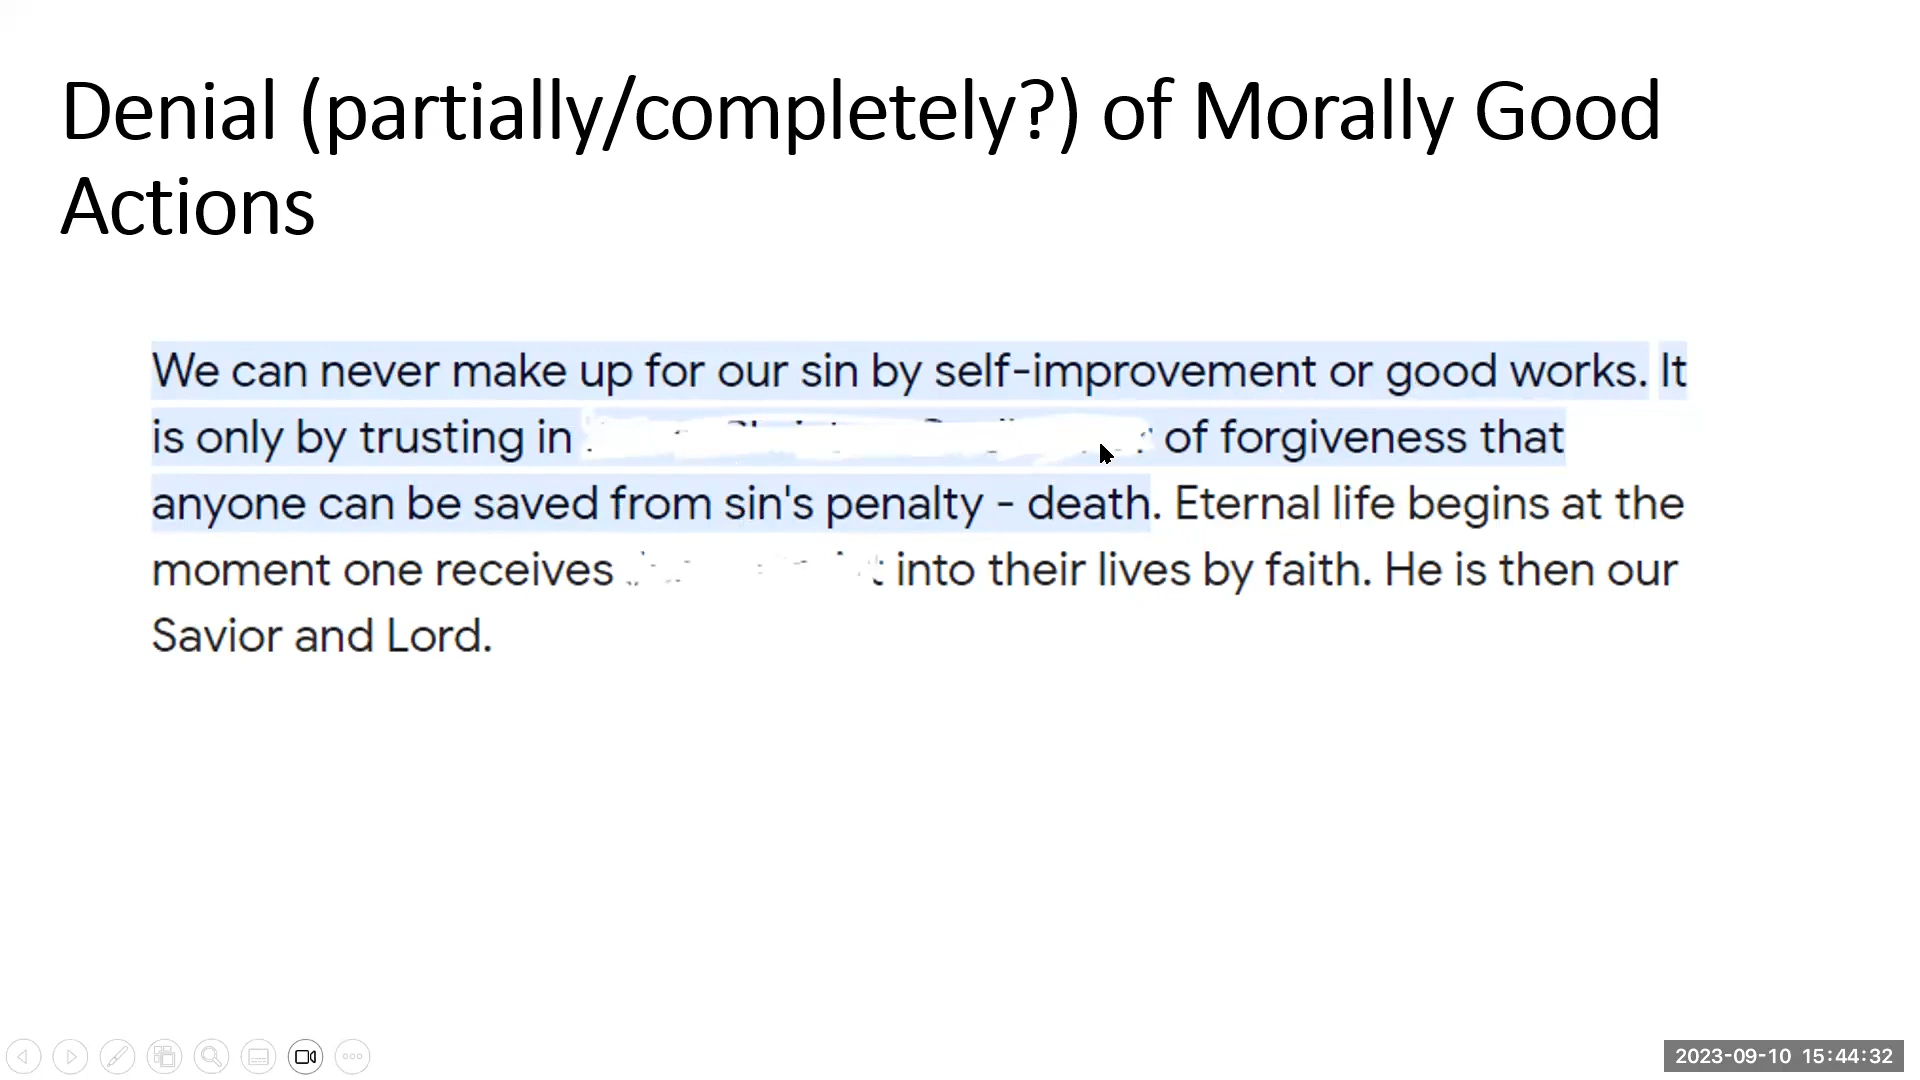 Denial (partially/completely?) of Morally Good
Actions
We can never make up for our sin by self-improvement or good works. It
is only by trusting in of forgiveness that
anyone can be saved from sin's penalty - death. Eternal life begins at the
moment one receives into their lives by faith. He is then our
Savior and Lord.
2023-09-10 15:44:32